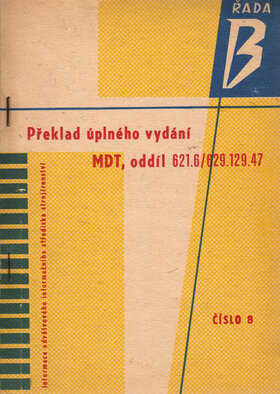 ŘADA
B
Překlad úplného vydání
MDT, oddíl 621.6/629.129.47
ČÍSLO 8
informace odvětvového informačního střediska strojírenství